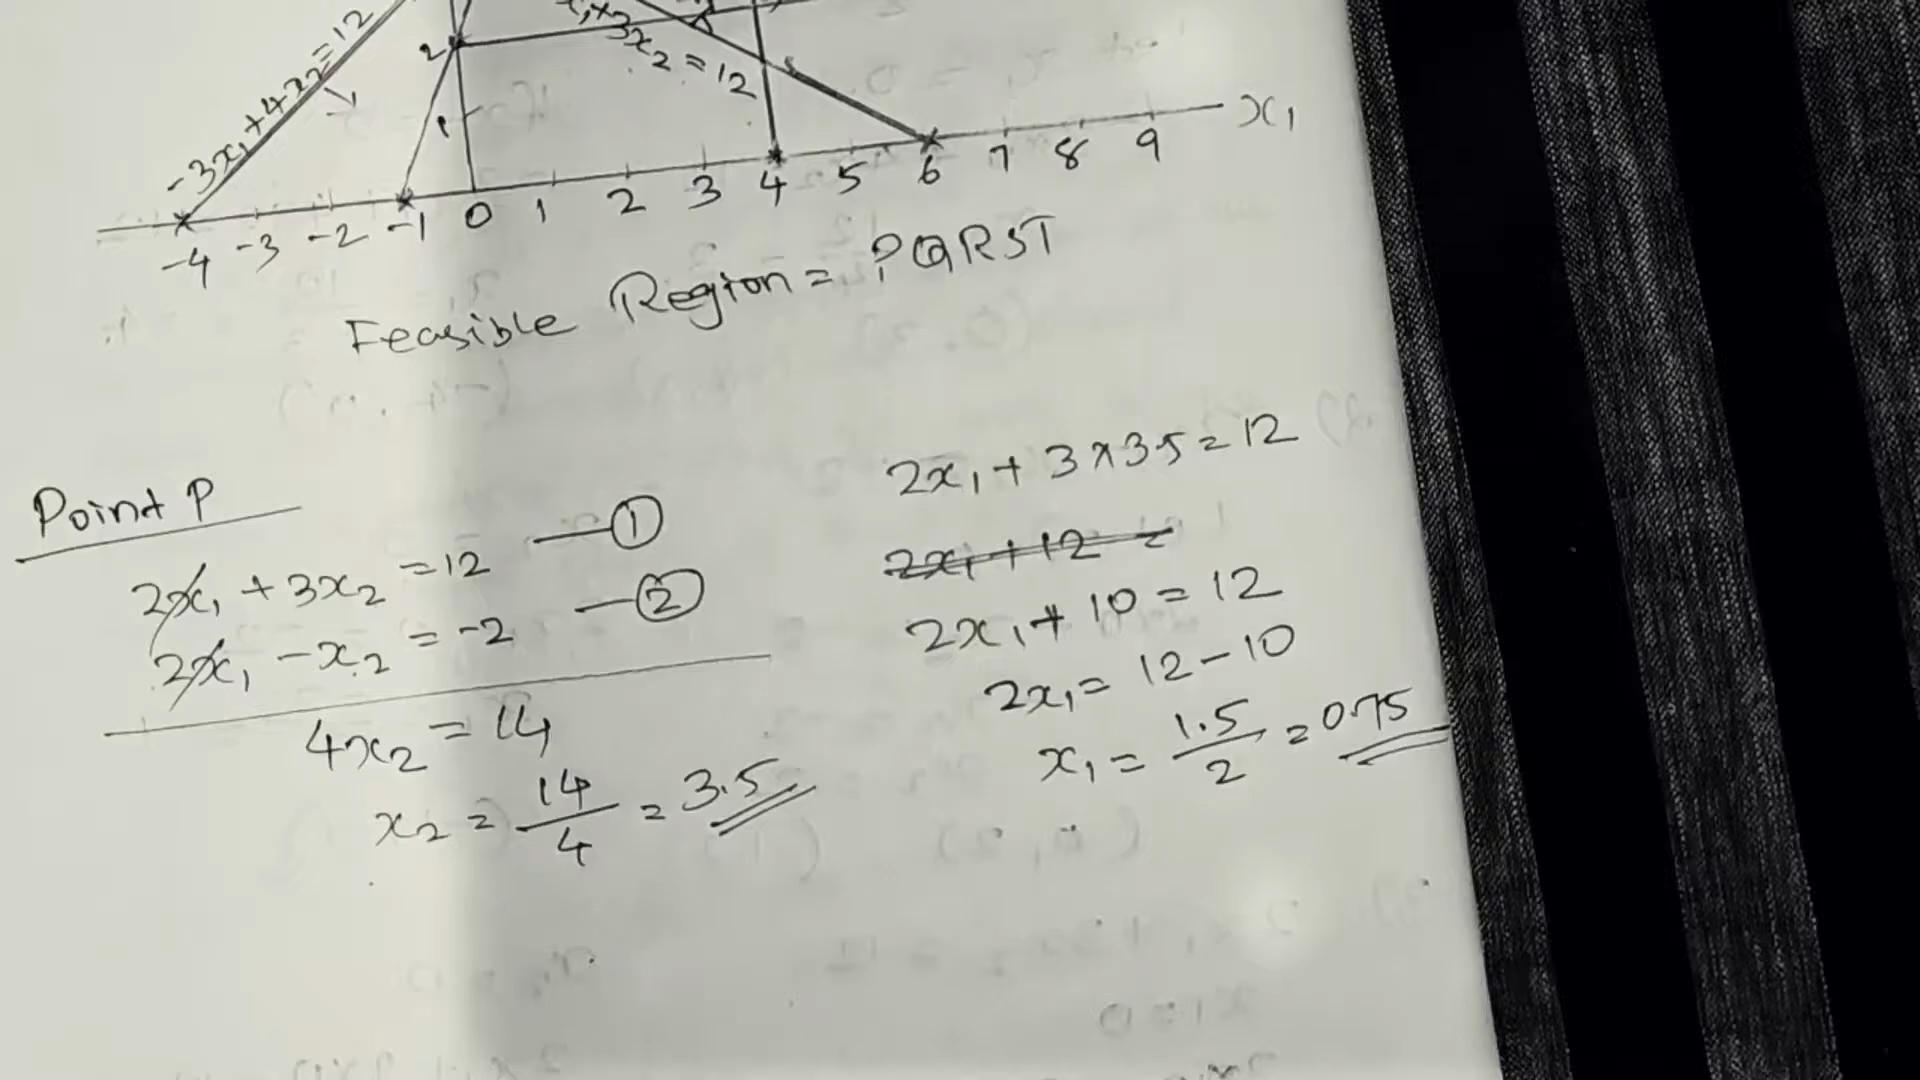 -3x₁+4x₂=12
2
3x₂=12
1
x₁
-4 -3 -2 -1 0 1 2 3 4 5 6 7 8 9
Feasible Region = PQRST
Point P
2x₁ + 3x₂ = 12 — ①
2x₁ - x₂ = -2 — ②
4x₂ = 14
x₂ = 14/4 = 3.5
2x₁ + 3×3.5 = 12
2x₁ + 12 =
2x₁ + 10 = 12
2x₁ = 12-10
x₁ = 1.5/2 = 0.75